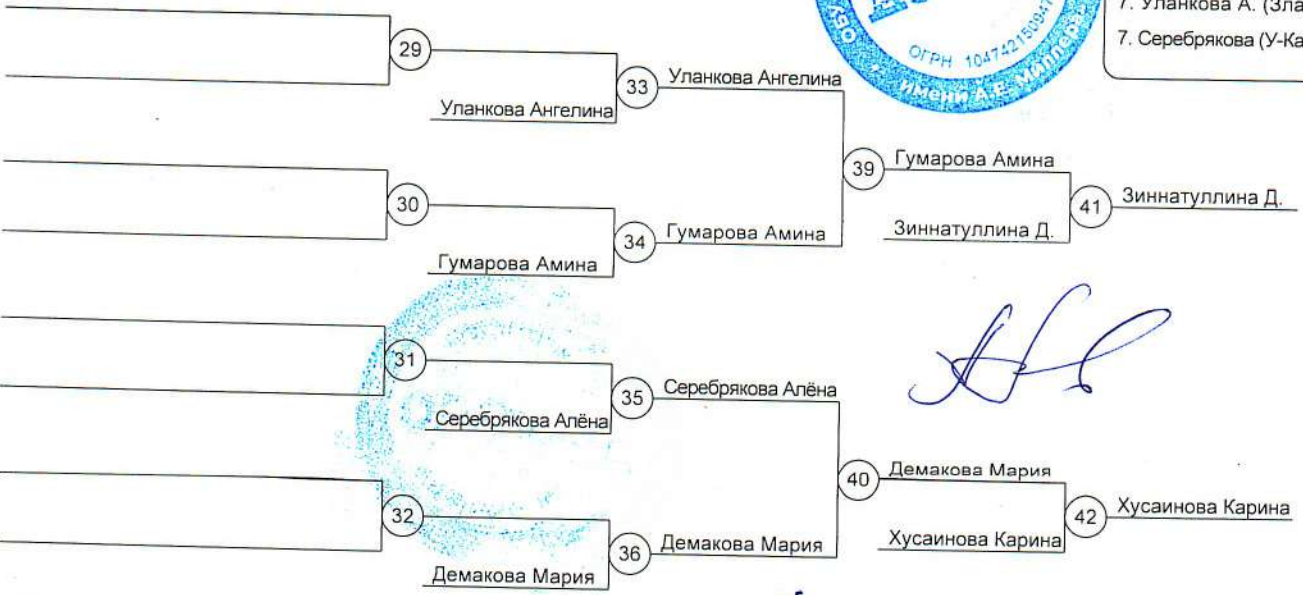 7. Уланкова А. (Зла
7. Серебрякова (У-Ка
ОГРН 1047421509
ИМЕНИ А.Е. МИЛЛЕРА
29
33
Уланкова Ангелина
Уланкова Ангелина
39
Гумарова Амина
30
34
Гумарова Амина
Зиннатуллина Д.
41
Зиннатуллина Д.
Гумарова Амина
31
35
Серебрякова Алёна
Серебрякова Алёна
40
Демакова Мария
32
42
Хусаинова Карина
36
Демакова Мария
Хусаинова Карина
Демакова Мария